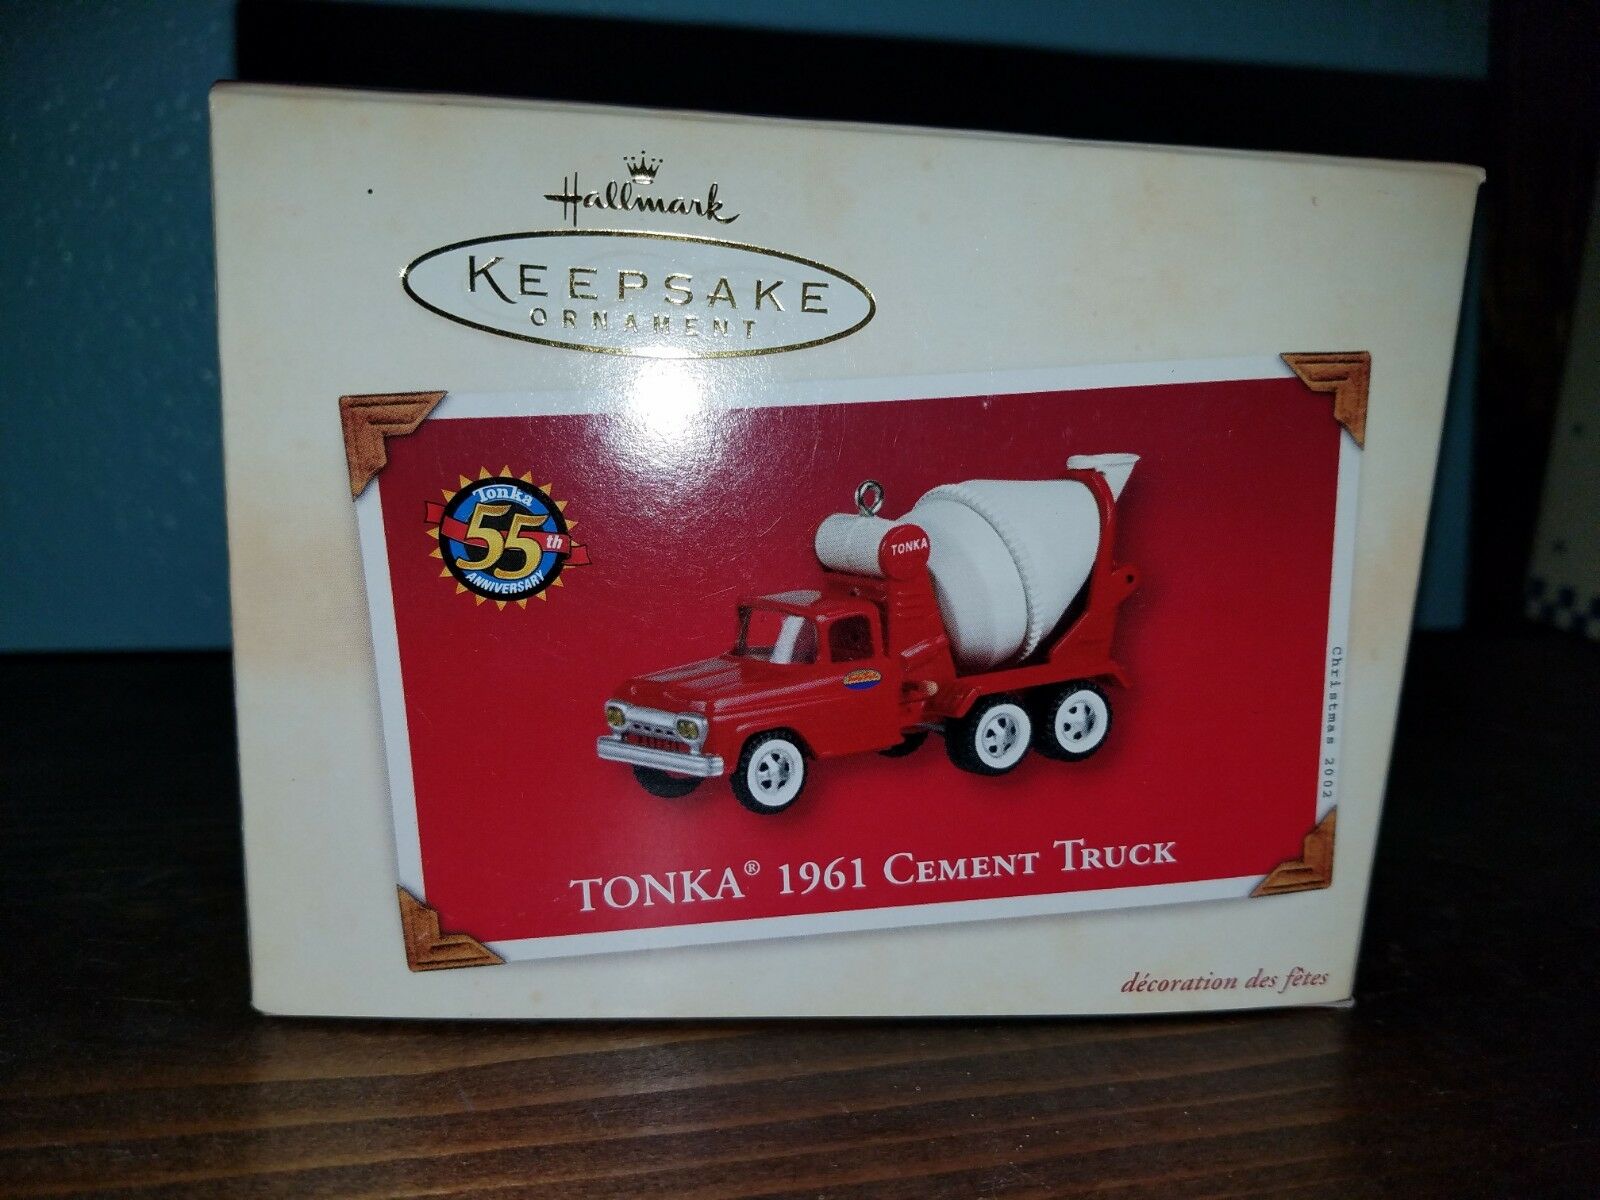 Hallmark
KEEPSAKE
ORNAMENT
Tonka
55th
ANNIVERSARY
TONKA
TONKA® 1961 CEMENT TRUCK
Christmas 2002
décoration des fêtes